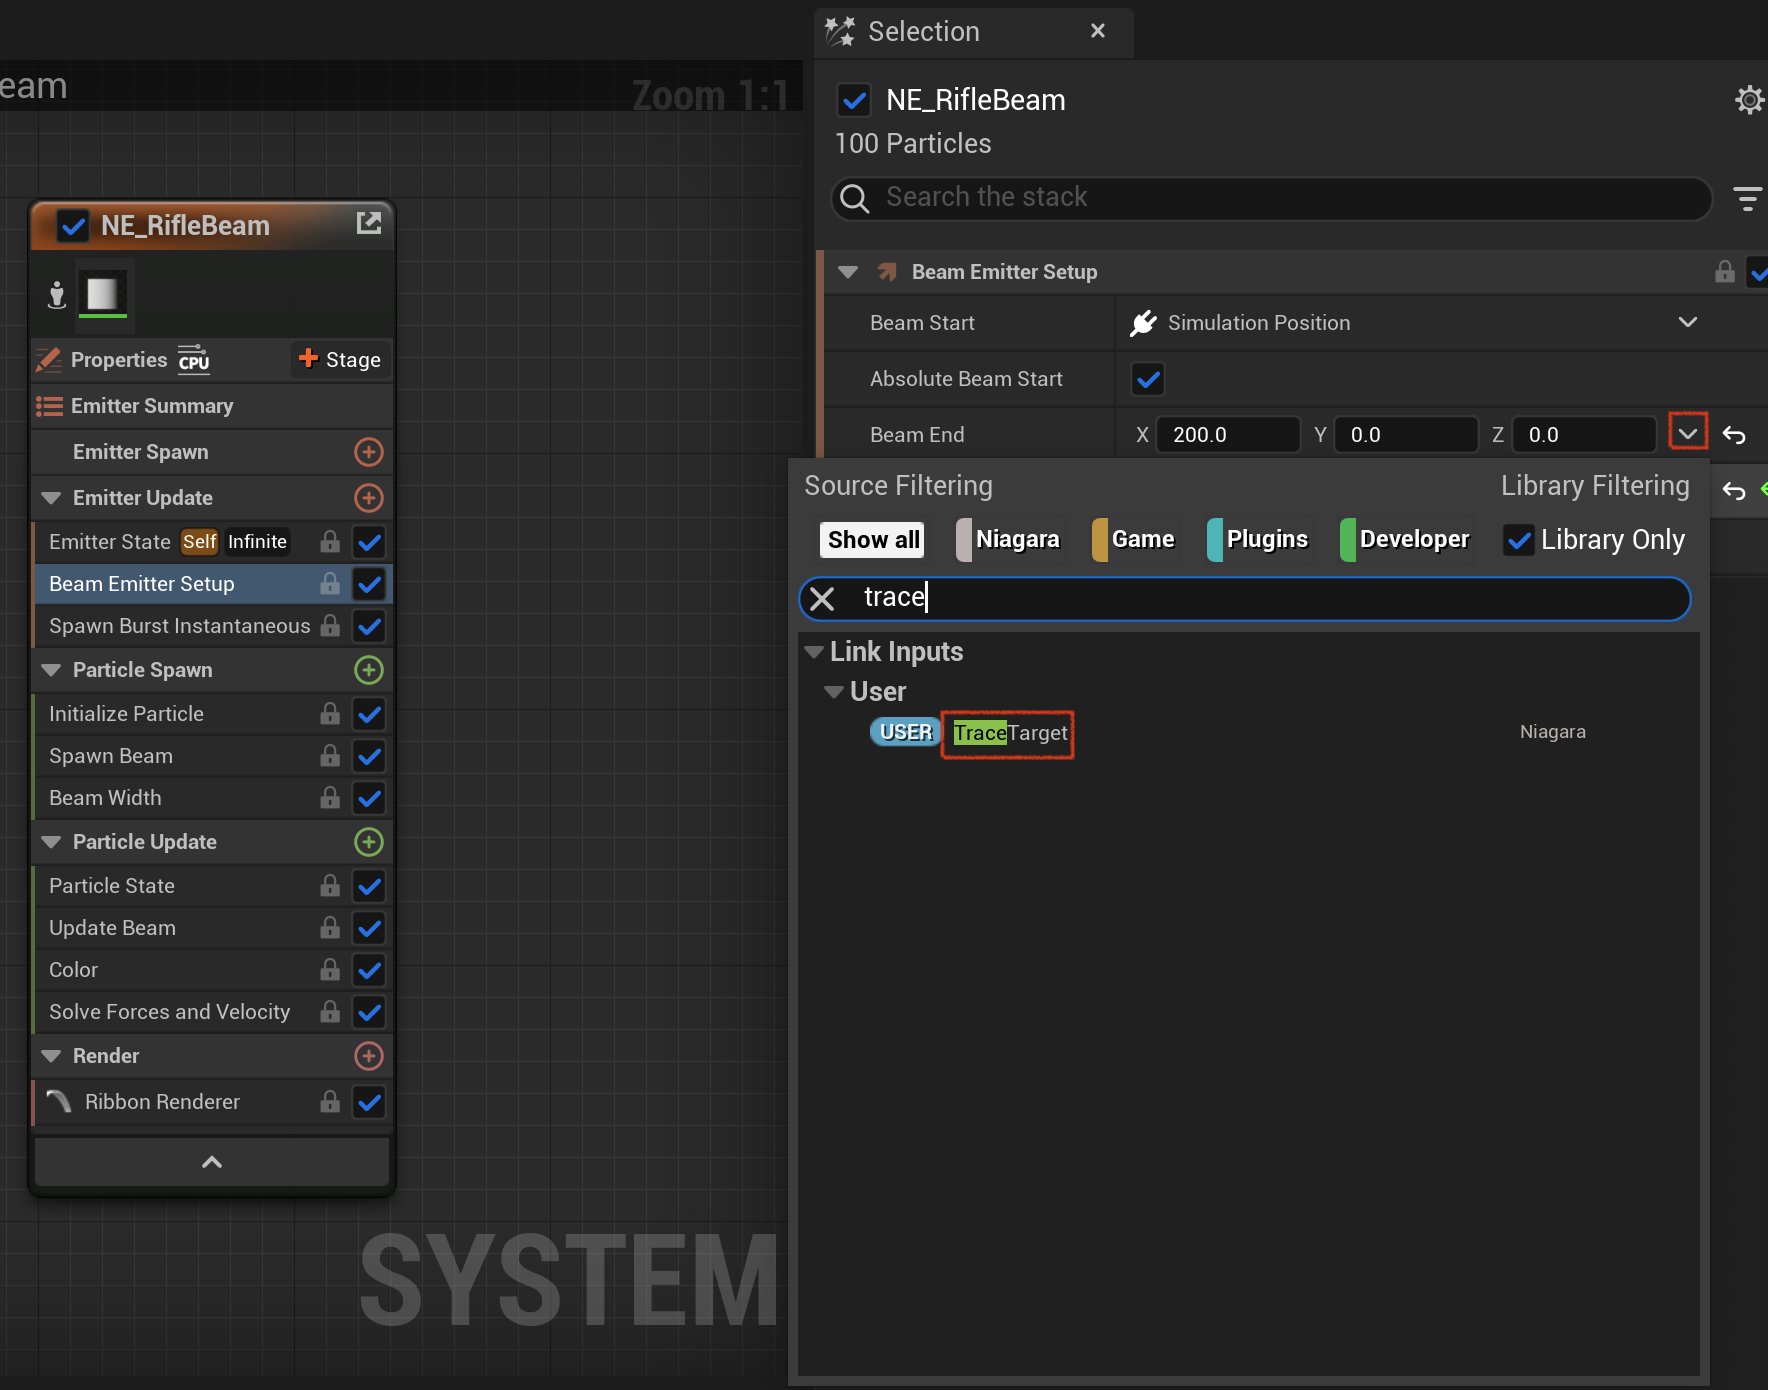 eam
Zoom 1:1
NE_RifleBeam
Properties CPU Stage
Emitter Summary
Emitter Spawn
Emitter Update
Emitter State Self Infinite
Beam Emitter Setup
Spawn Burst Instantaneous
Particle Spawn
Initialize Particle
Spawn Beam
Beam Width
Particle Update
Particle State
Update Beam
Color
Solve Forces and Velocity
Render
Ribbon Renderer
SYSTEM
Selection
NE_RifleBeam
100 Particles
Search the stack
Beam Emitter Setup
Beam Start Simulation Position
Absolute Beam Start
Beam End X 200.0 Y 0.0 Z 0.0
Source Filtering Library Filtering
Show all Niagara Game Plugins Developer Library Only
trace
Link Inputs
User
USER TraceTarget Niagara